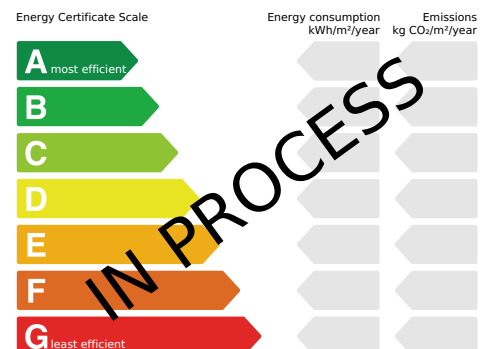 Energy Certificate Scale
Energy consumption
kWh/m²/year
Emissions
kg CO₂/m²/year
A most efficient
B
C
D
E
F
G least efficient
IN PROCESS